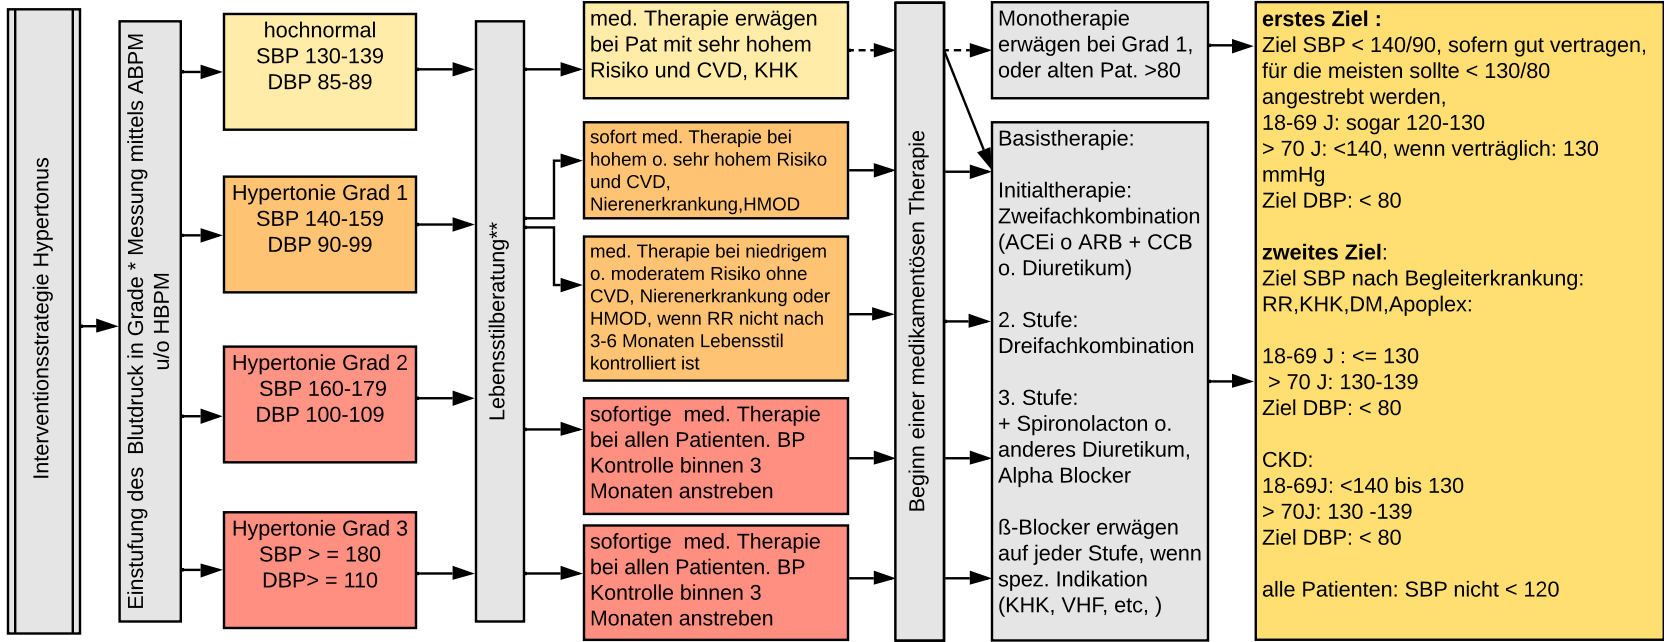 Interventionsstrategie Hypertonus
Einstufung des Blutdruck in Grade * Messung mittels ABPM
u/o HBPM
hochnormal
SBP 130-139
DBP 85-89
Hypertonie Grad 1
SBP 140-159
DBP 90-99
Hypertonie Grad 2
SBP 160-179
DBP 100-109
Hypertonie Grad 3
SBP > = 180
DBP> = 110
Lebensstilberatung**
med. Therapie erwägen
bei Pat mit sehr hohem
Risiko und CVD, KHK
sofort med. Therapie bei
hohem o. sehr hohem Risiko
und CVD,
Nierenerkrankung,HMOD
med. Therapie bei niedrigem
o. moderatem Risiko ohne
CVD, Nierenerkrankung oder
HMOD, wenn RR nicht nach
3-6 Monaten Lebensstil
kontrolliert ist
sofortige med. Therapie
bei allen Patienten. BP
Kontrolle binnen 3
Monaten anstreben
sofortige med. Therapie
bei allen Patienten. BP
Kontrolle binnen 3
Monaten anstreben
Beginn einer medikamentösen Therapie
Monotherapie
erwägen bei Grad 1,
oder alten Pat. >80
Basistherapie:
Initialtherapie:
Zweifachkombination
(ACEi o ARB + CCB
o. Diuretikum)
2. Stufe:
Dreifachkombination
3. Stufe:
+ Spironolacton o.
anderes Diuretikum,
Alpha Blocker
ß-Blocker erwägen
auf jeder Stufe, wenn
spez. Indikation
(KHK, VHF, etc, )
erstes Ziel :
Ziel SBP < 140/90, sofern gut vertragen,
für die meisten sollte < 130/80
angestrebt werden,
18-69 J: sogar 120-130
> 70 J: <140, wenn verträglich: 130
mmHg
Ziel DBP: < 80
zweites Ziel:
Ziel SBP nach Begleiterkrankung:
RR,KHK,DM,Apoplex:
18-69 J : <= 130
> 70 J: 130-139
Ziel DBP: < 80
CKD:
18-69J: <140 bis 130
> 70J: 130 -139
Ziel DBP: < 80
alle Patienten: SBP nicht < 120